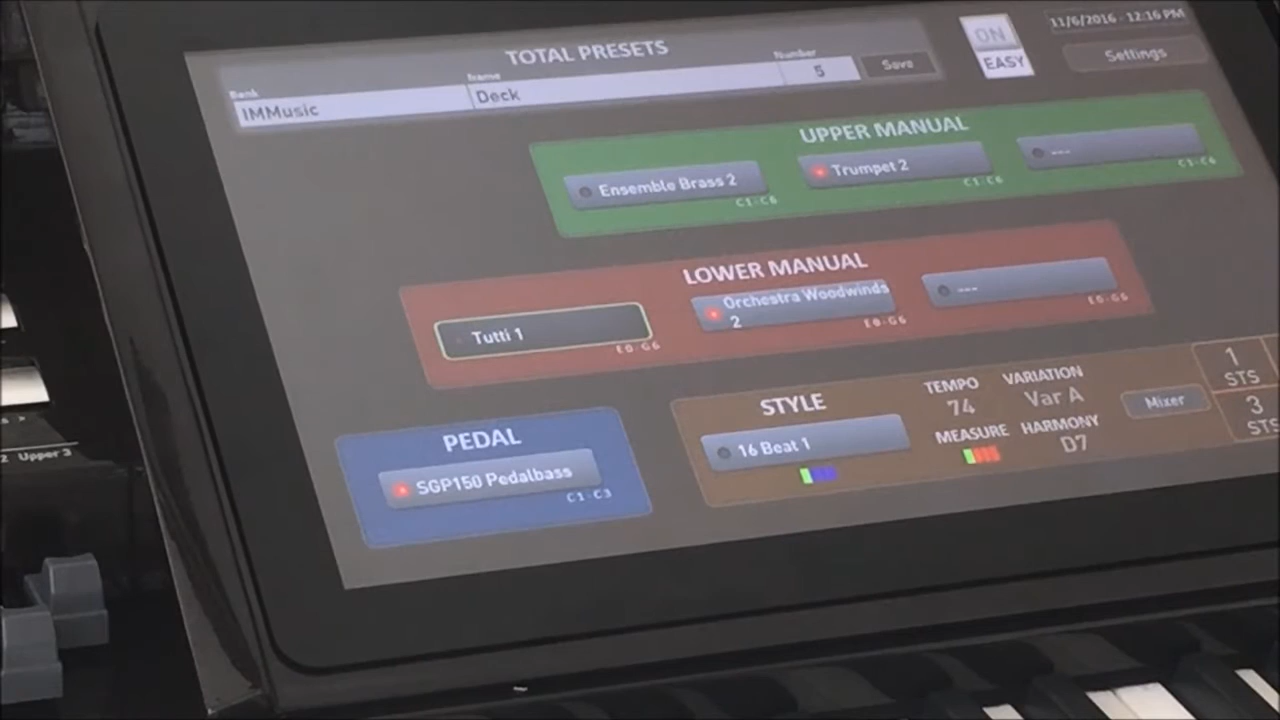 TOTAL PRESETS
11/6/2016 - 12:16 PM
ON
EASY
Settings
Bank
Name
Number
IMMusic
Deck
5
Save
UPPER MANUAL
Ensemble Brass 2
C1-C6
Trumpet 2
C1-C6
---
C1-C6
LOWER MANUAL
Tutti 1
E0-G6
Orchestra Woodwinds
2
E0-G6
---
E0-G6
PEDAL
SGP150 Pedalbass
C1-C3
STYLE
16 Beat 1
TEMPO
74
VARIATION
Var A
MEASURE
HARMONY
D7
Mixer
1
STS
3
STS
2 Upper 3